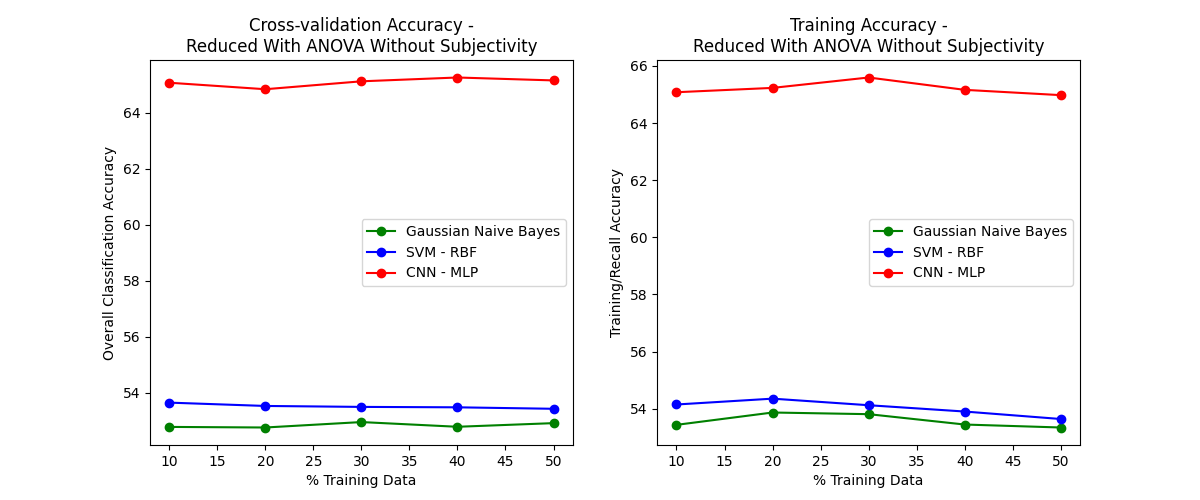 Cross-validation Accuracy -
Reduced With ANOVA Without Subjectivity
Overall Classification Accuracy
64
62
60
58
56
54
Gaussian Naive Bayes
SVM - RBF
CNN - MLP
10 15 20 25 30 35 40 45 50
% Training Data
Training Accuracy -
Reduced With ANOVA Without Subjectivity
Training/Recall Accuracy
66
64
62
60
58
56
54
Gaussian Naive Bayes
SVM - RBF
CNN - MLP
10 15 20 25 30 35 40 45 50
% Training Data